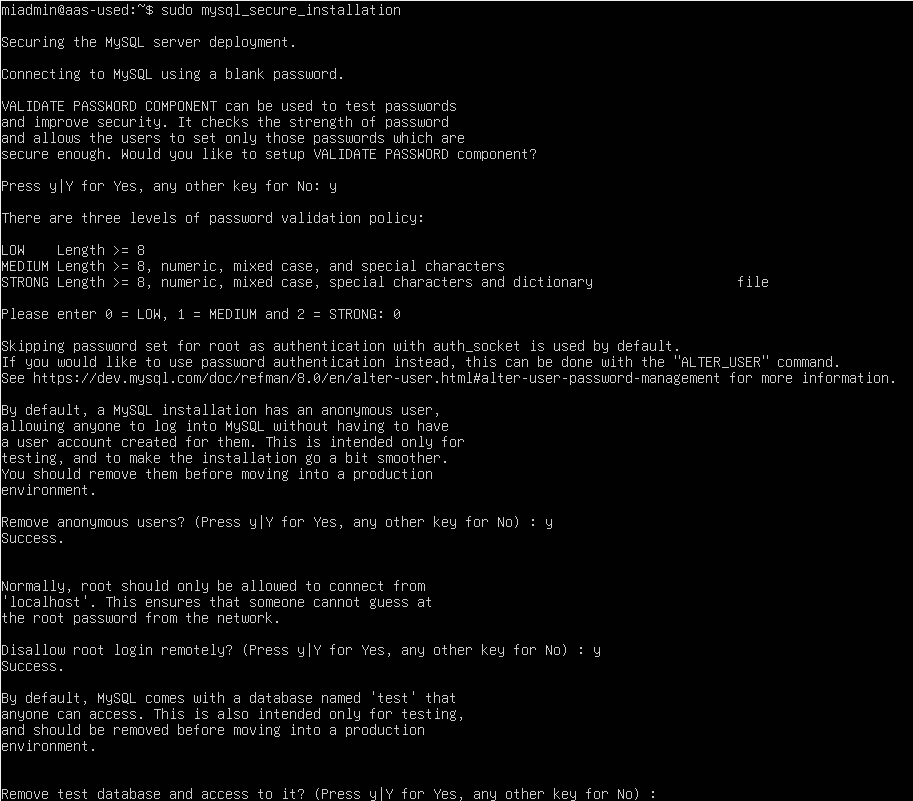 miadmin@aas-used:~$ sudo mysql_secure_installation
Securing the MySQL server deployment.
Connecting to MySQL using a blank password.
VALIDATE PASSWORD COMPONENT can be used to test passwords
and improve security. It checks the strength of password
and allows the users to set only those passwords which are
secure enough. Would you like to setup VALIDATE PASSWORD component?
Press y|Y for Yes, any other key for No: y
There are three levels of password validation policy:
LOW    Length >= 8
MEDIUM Length >= 8, numeric, mixed case, and special characters
STRONG Length >= 8, numeric, mixed case, special characters and dictionary                  file
Please enter 0 = LOW, 1 = MEDIUM and 2 = STRONG: 0
Skipping password set for root as authentication with auth_socket is used by default.
If you would like to use password authentication instead, this can be done with the "ALTER_USER" command.
See https://dev.mysql.com/doc/refman/8.0/en/alter-user.html#alter-user-password-management for more information.
By default, a MySQL installation has an anonymous user,
allowing anyone to log into MySQL without having to have
a user account created for them. This is intended only for
testing, and to make the installation go a bit smoother.
You should remove them before moving into a production
environment.
Remove anonymous users? (Press y|Y for Yes, any other key for No) : y
Success.
Normally, root should only be allowed to connect from
'localhost'. This ensures that someone cannot guess at
the root password from the network.
Disallow root login remotely? (Press y|Y for Yes, any other key for No) : y
Success.
By default, MySQL comes with a database named 'test' that
anyone can access. This is also intended only for testing,
and should be removed before moving into a production
environment.
Remove test database and access to it? (Press y|Y for Yes, any other key for No) :